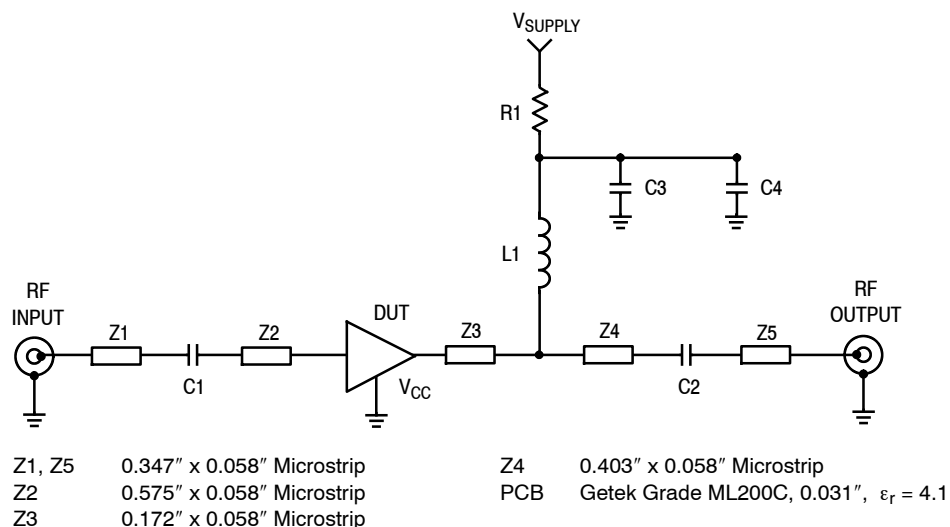 V_SUPPLY
R1
C3
C4
L1
RF
INPUT
Z1
C1
Z2
DUT
V_CC
Z3
Z4
C2
Z5
RF
OUTPUT
Z1, Z5 0.347″ x 0.058″ Microstrip
Z2 0.575″ x 0.058″ Microstrip
Z3 0.172″ x 0.058″ Microstrip
Z4 0.403″ x 0.058″ Microstrip
PCB Getek Grade ML200C, 0.031″, εr = 4.1